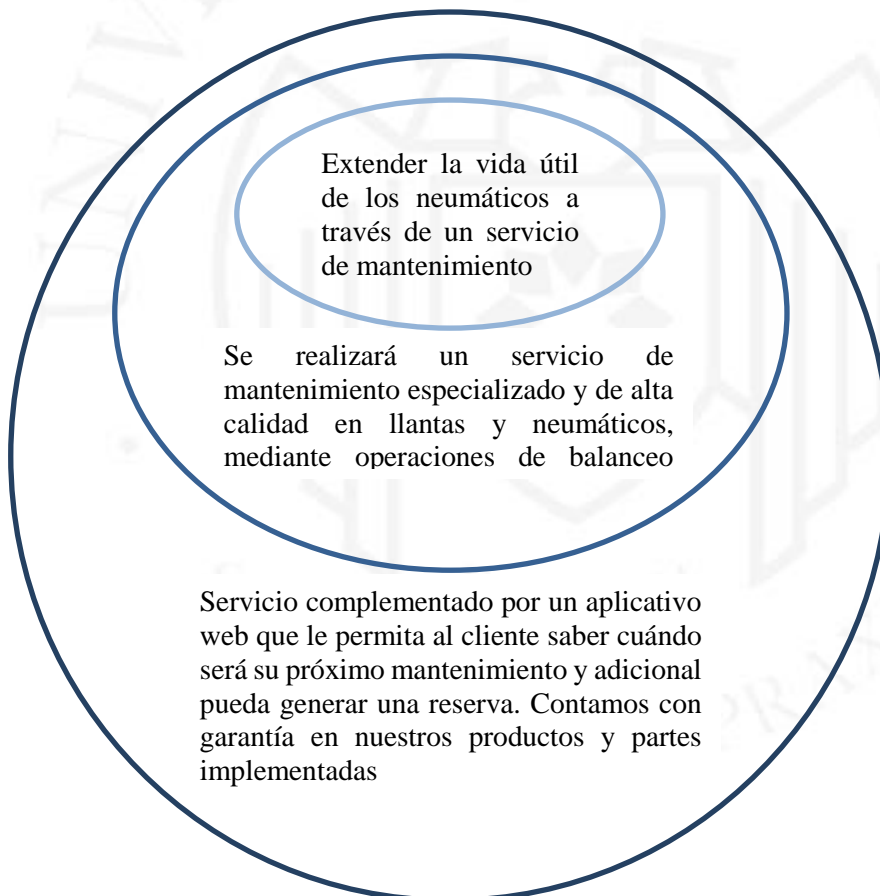 Extender la vida útil
de los neumáticos a
través de un servicio
de mantenimiento
Se realizará un servicio de
mantenimiento especializado y de alta
calidad en llantas y neumáticos,
mediante operaciones de balanceo
Servicio complementado por un aplicativo
web que le permita al cliente saber cuándo
será su próximo mantenimiento y adicional
pueda generar una reserva. Contamos con
garantía en nuestros productos y partes
implementadas